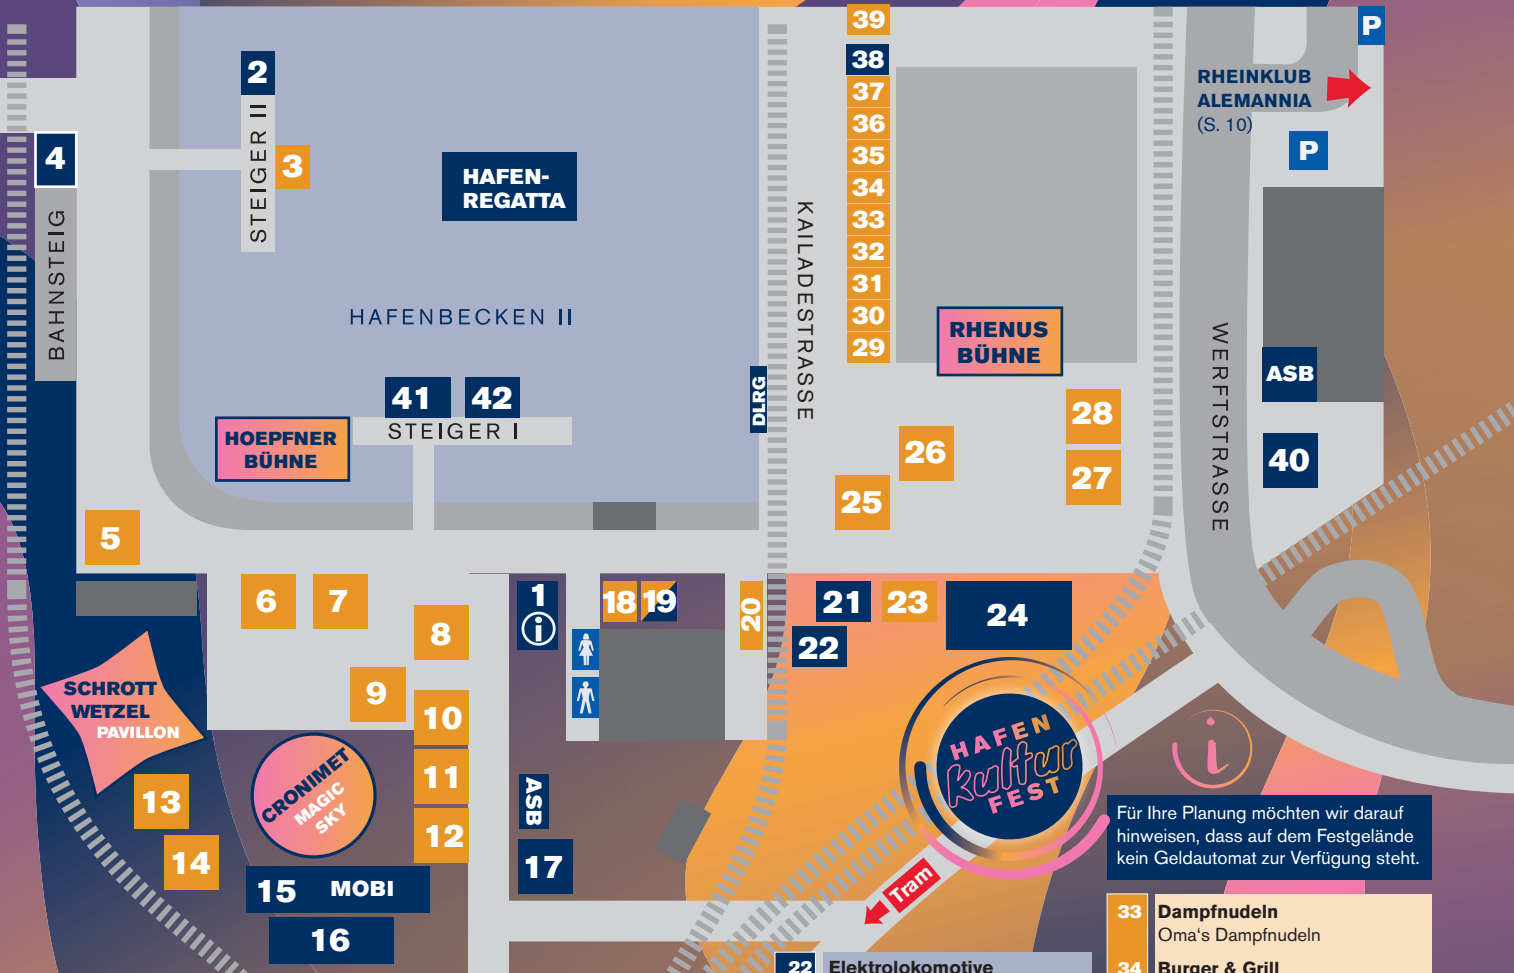 39
P
38
2
RHEINKLUB
ALEMANNIA
(S. 10)
37
36
P
35
4
3
STEIGER II
HAFEN-
REGATTA
34
33
32
31
30
29
BAHNSTEIG
KAILADESTRASSE
HAFENBECKEN II
RHENUS
BÜHNE
WERFTSTRASSE
ASB
41
42
DLRG
STEIGER I
28
HOEPFNER
BÜHNE
26
40
27
25
5
6
7
1
i
18
19
20
21
23
24
8
22
SCHROTT
WETZEL
PAVILLON
9
10
HAFEN
kultur
FEST
i
CRONIMET
MAGIC
SKY
11
13
ASB
12
Für Ihre Planung möchten wir darauf
hinweisen, dass auf dem Festgelände
kein Geldautomat zur Verfügung steht.
14
17
15 MOBI
Tram
16
33 Dampfnudeln
Oma's Dampfnudeln
34 Burger & Grill
22 Elektrolokomotive